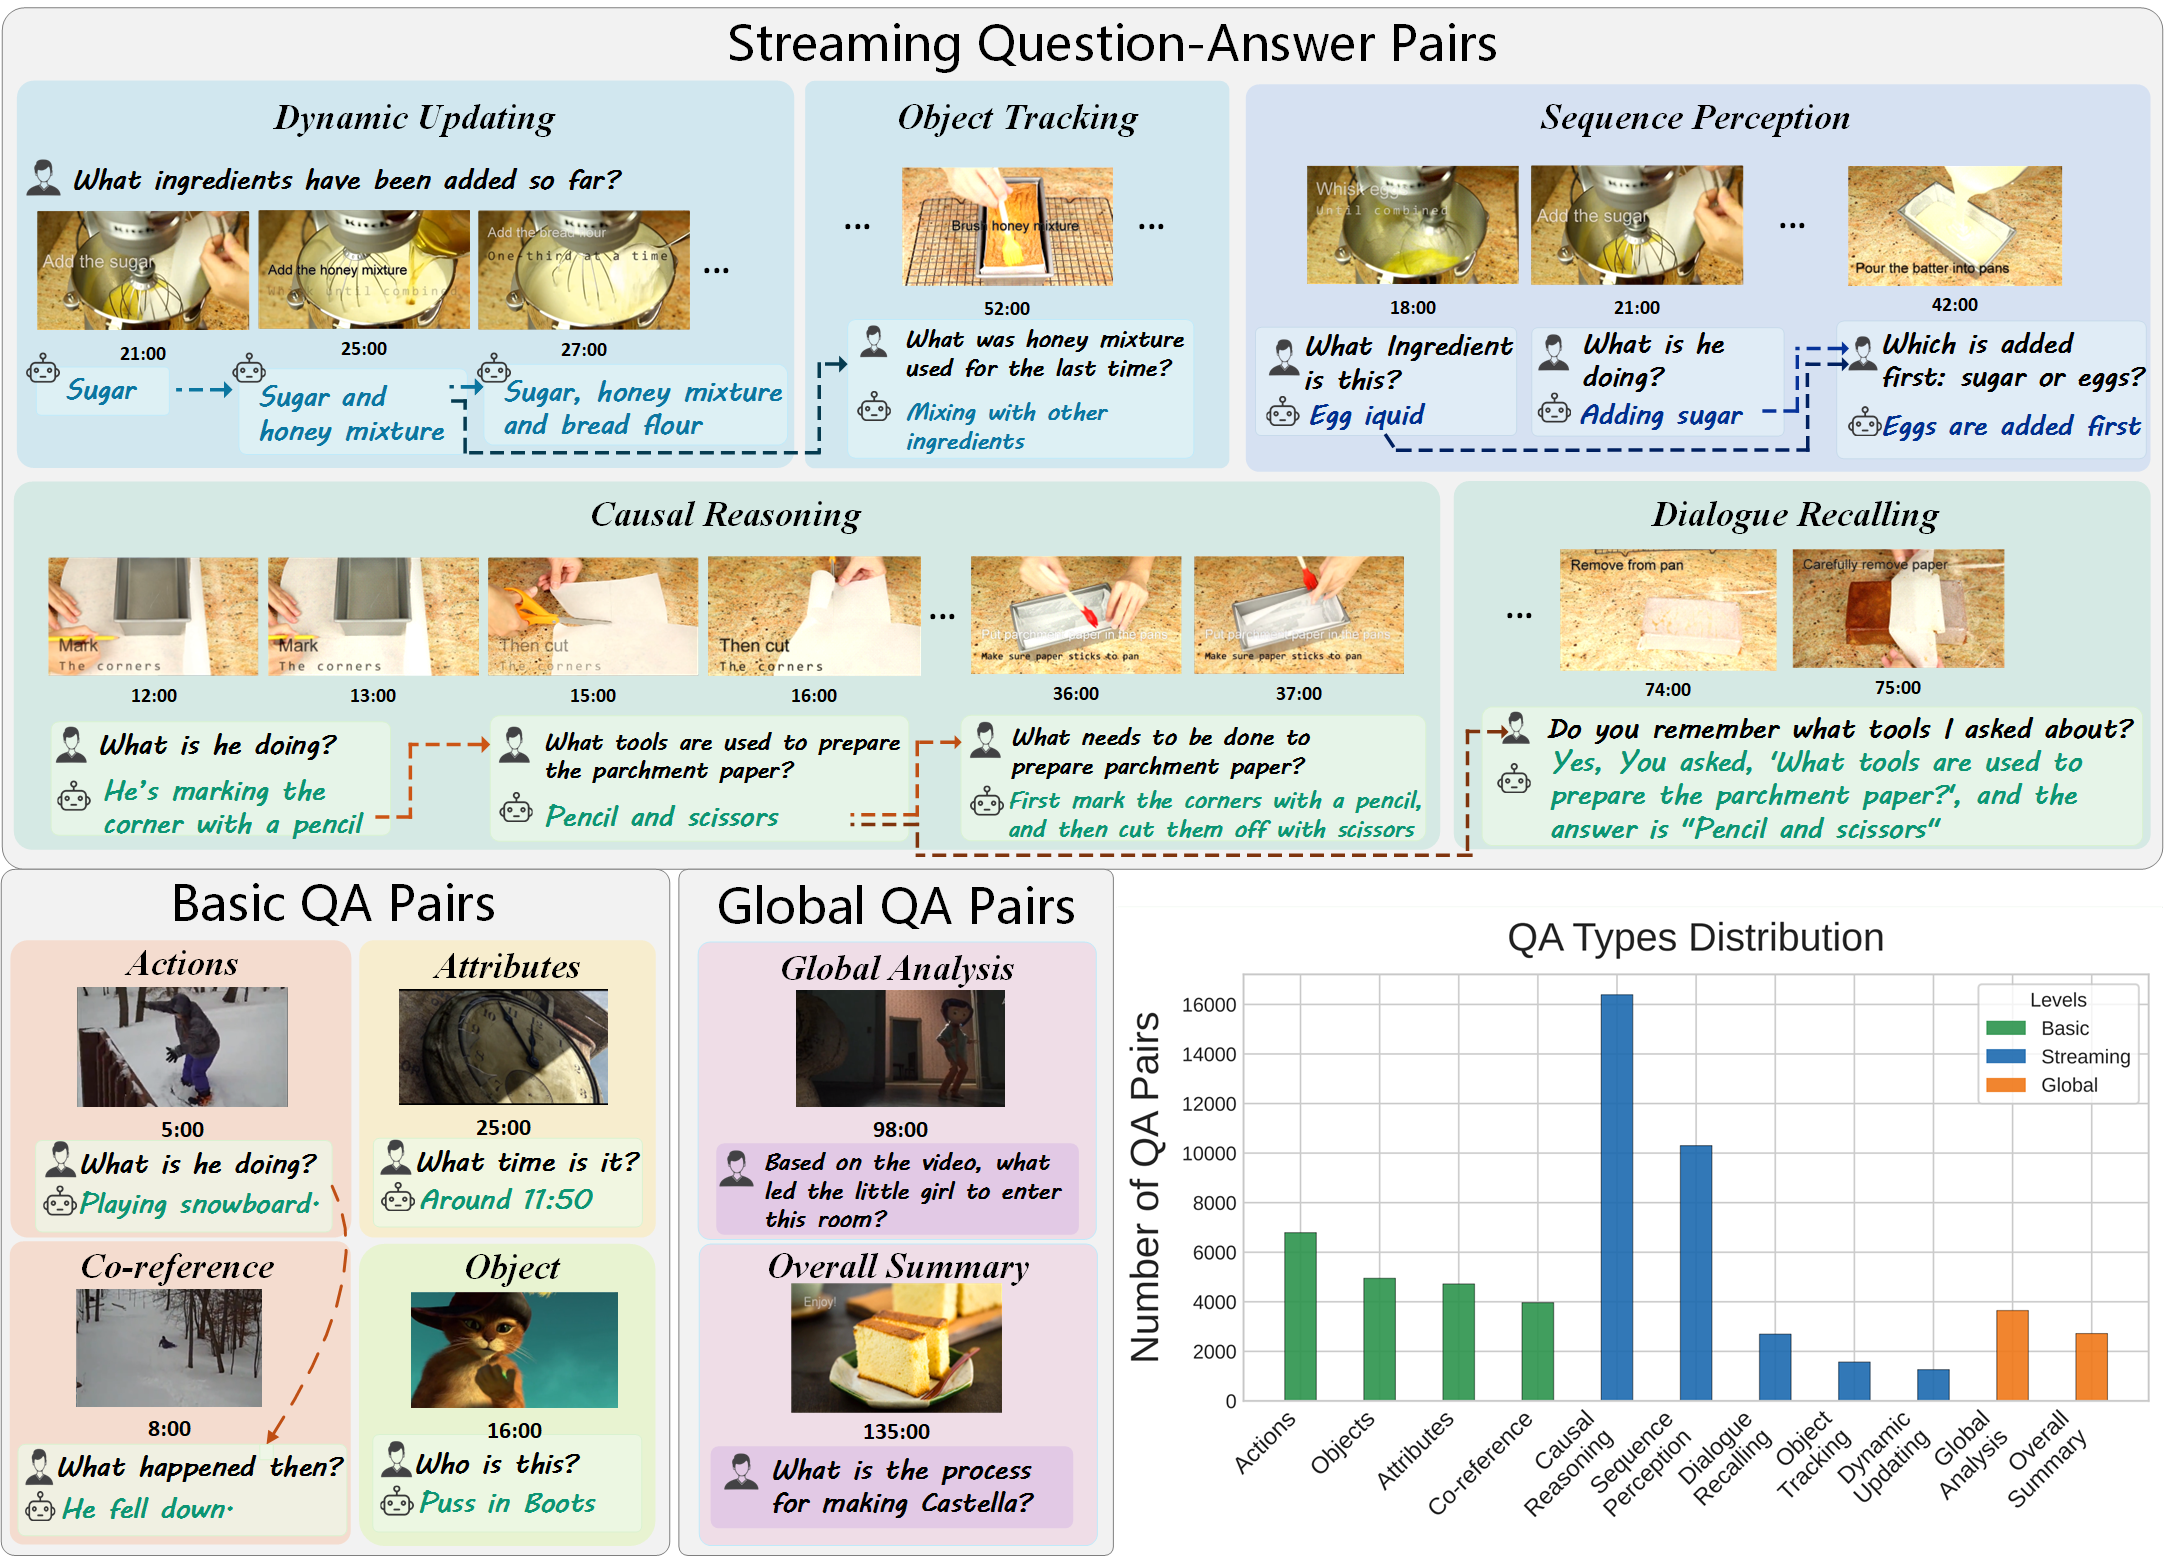 Streaming Question-Answer Pairs
Dynamic Updating
What ingredients have been added so far?
Add the sugar
Add the honey mixture
Whisk until combined
Add the bread flour
One-third at a time
...
21:00
25:00
27:00
Sugar
Sugar and
honey mixture
Sugar, honey mixture
and bread flour
Object Tracking
...
Brush honey mixture
...
52:00
What was honey mixture
used for the last time?
Mixing with other
ingredients
Sequence Perception
Whisk eggs
Until combined
Add the sugar
...
Pour the batter into pans
18:00
21:00
42:00
What Ingredient
is this?
Egg iquid
What is he
doing?
Adding sugar
Which is added
first: sugar or eggs?
Eggs are added first
Causal Reasoning
Mark
The corners
Mark
The corners
Then cut
The corners
Then cut
The corners
...
Put parchment paper in the pans
Make sure paper sticks to pan
Put parchment paper in the pans
Make sure paper sticks to pan
12:00
13:00
15:00
16:00
36:00
37:00
What is he doing?
He's marking the
corner with a pencil
What tools are used to prepare
the parchment paper?
Pencil and scissors
What needs to be done to
prepare parchment paper?
First mark the corners with a pencil,
and then cut them off with scissors
Dialogue Recalling
...
Remove from pan
Carefully remove paper
74:00
75:00
Do you remember what tools I asked about?
Yes, You asked, 'What tools are used to
prepare the parchment paper?', and the
answer is "Pencil and scissors"
Basic QA Pairs
Actions
5:00
What is he doing?
Playing snowboard.
Attributes
25:00
What time is it?
Around 11:50
Co-reference
8:00
What happened then?
He fell down.
Object
16:00
Who is this?
Puss in Boots
Global QA Pairs
Global Analysis
98:00
Based on the video, what
led the little girl to enter
this room?
Overall Summary
Enjoy!
135:00
What is the process
for making Castella?
QA Types Distribution
Number of QA Pairs
16000
14000
12000
10000
8000
6000
4000
2000
0
Levels
Basic
Streaming
Global
Actions
Objects
Attributes
Co-reference
Causal
Reasoning
Sequence
Perception
Dialogue
Recalling
Object
Tracking
Dynamic
Updating
Global
Analysis
Overall
Summary